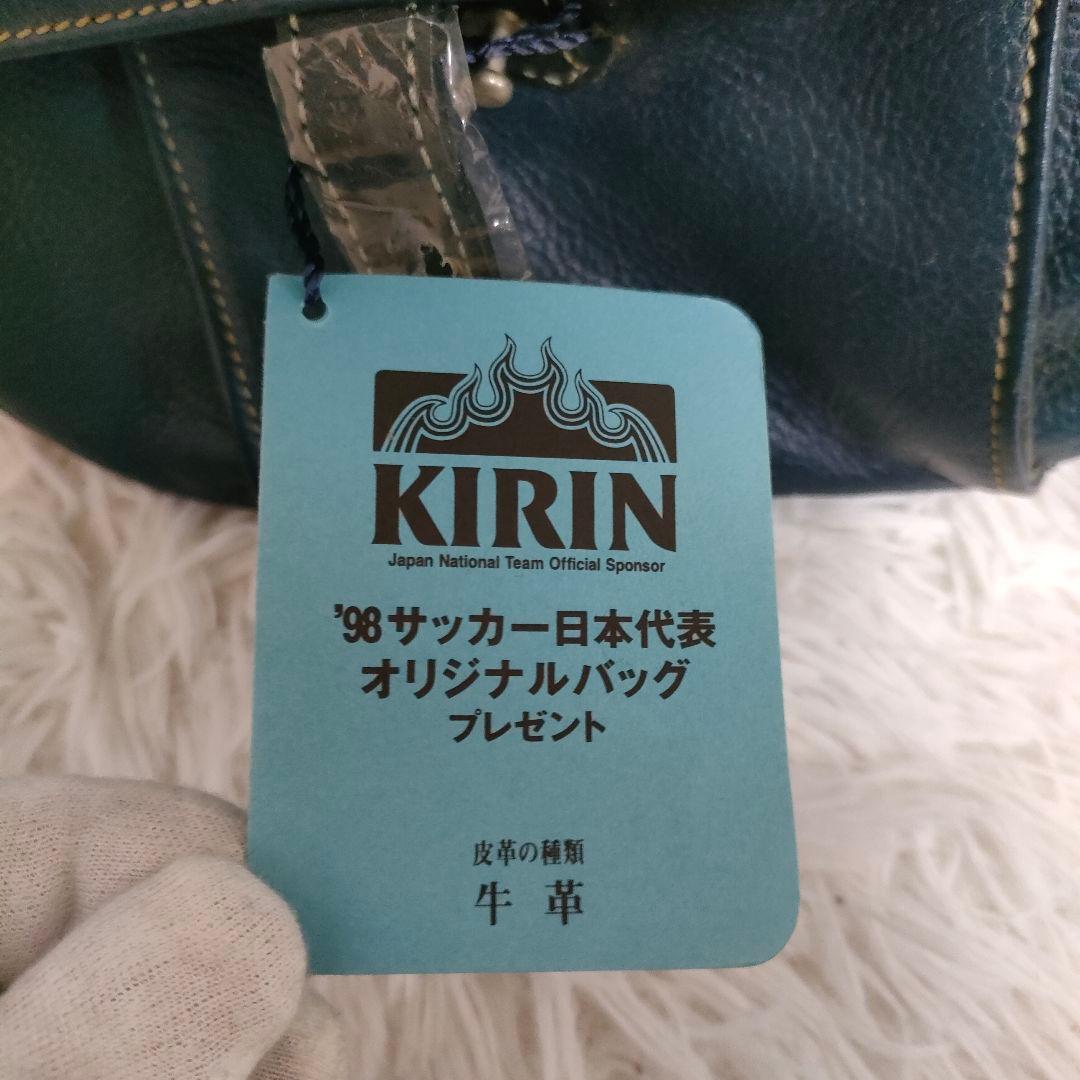 KIRIN
Japan National Team Official Sponsor
'98サッカー日本代表
オリジナルバッグ
プレゼント
皮革の種類
牛革